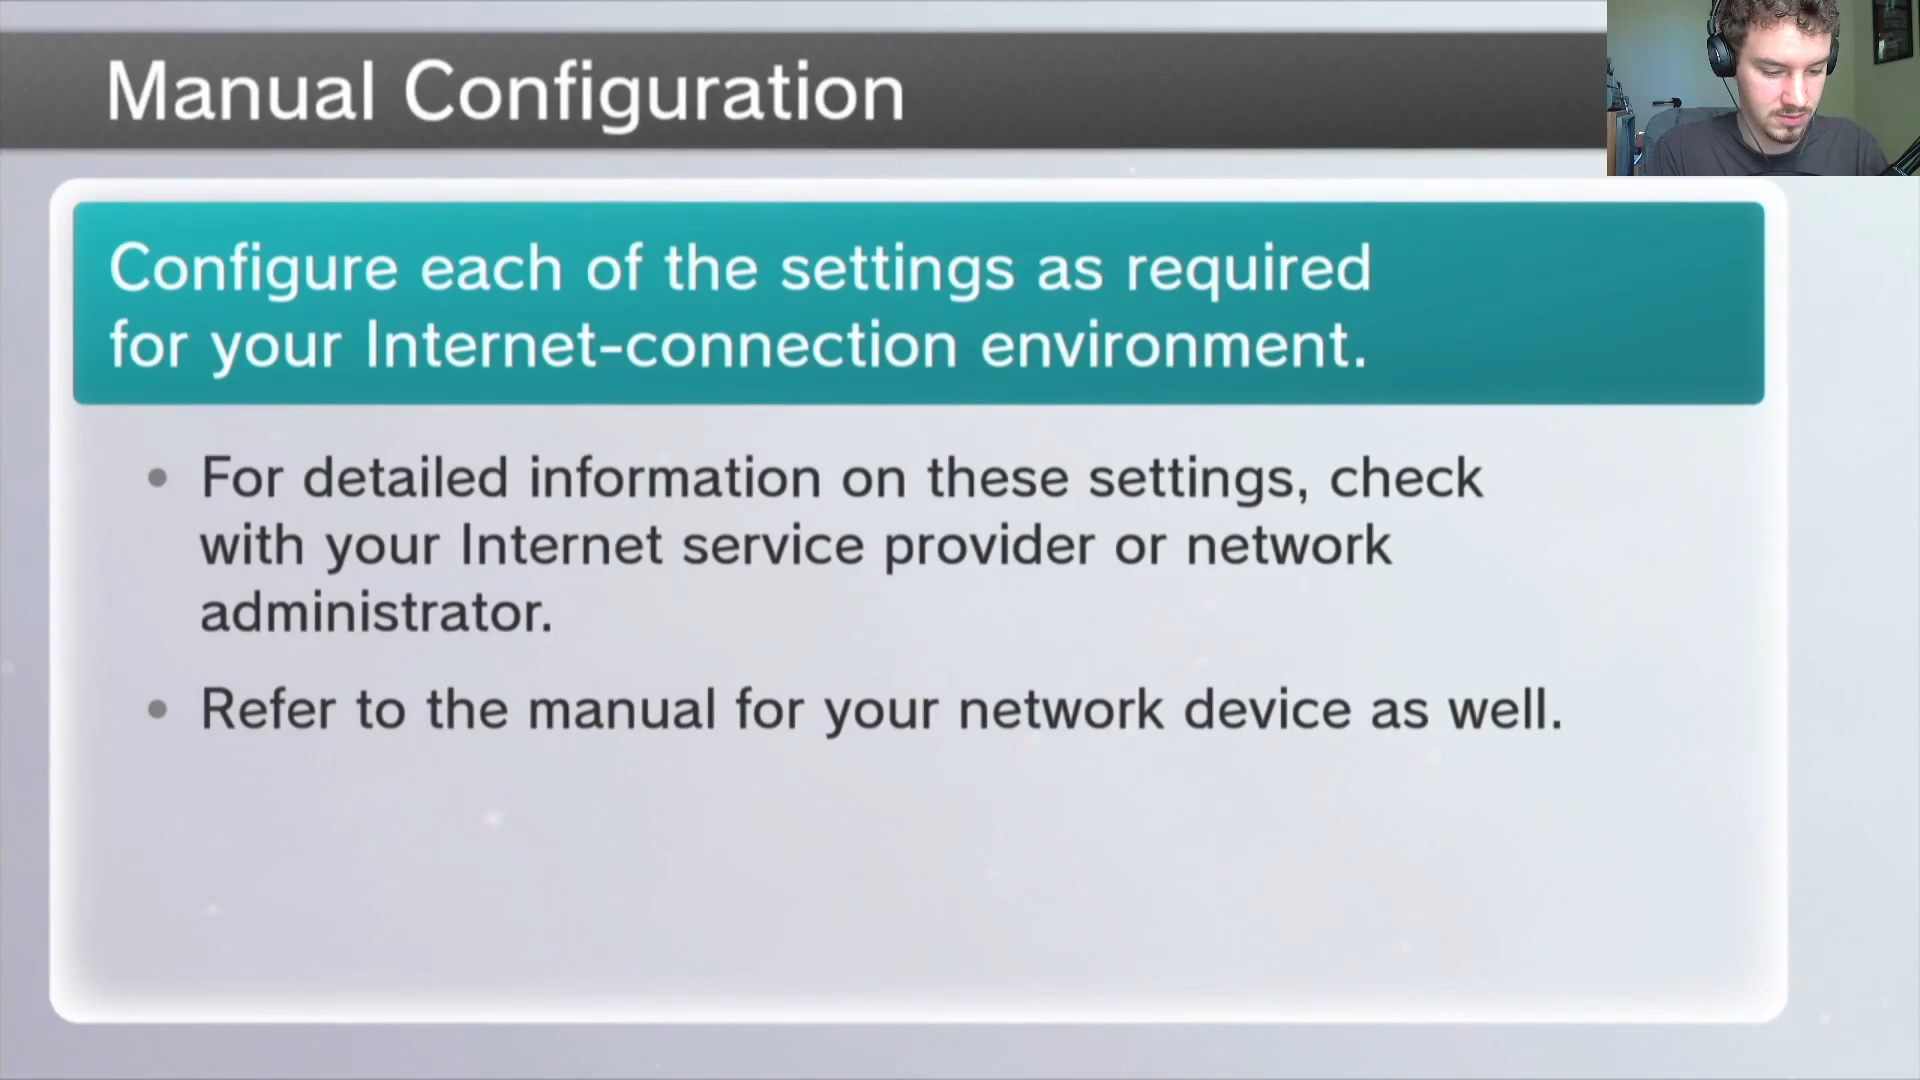 Manual Configuration
Configure each of the settings as required
for your Internet-connection environment.
• For detailed information on these settings, check
with your Internet service provider or network
administrator.
• Refer to the manual for your network device as well.